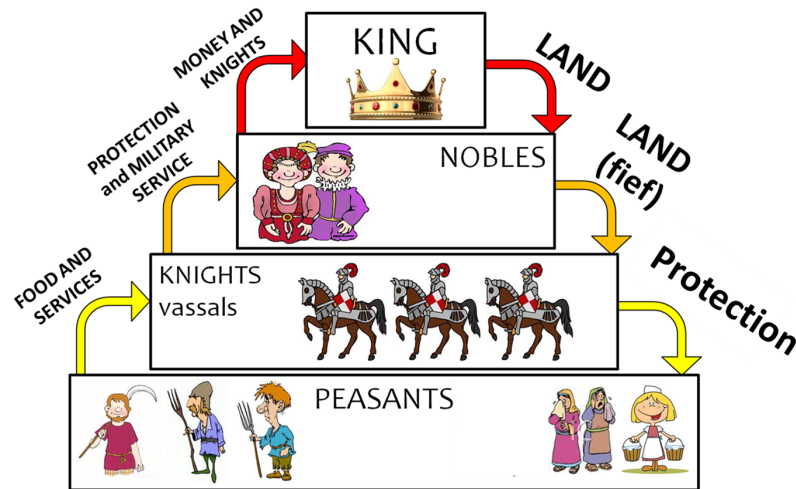 MONEY AND
KNIGHTS
KING
LAND
PROTECTION
and MILITARY
SERVICE
NOBLES
LAND
(fief)
FOOD AND
SERVICES
KNIGHTS
vassals
Protection
PEASANTS